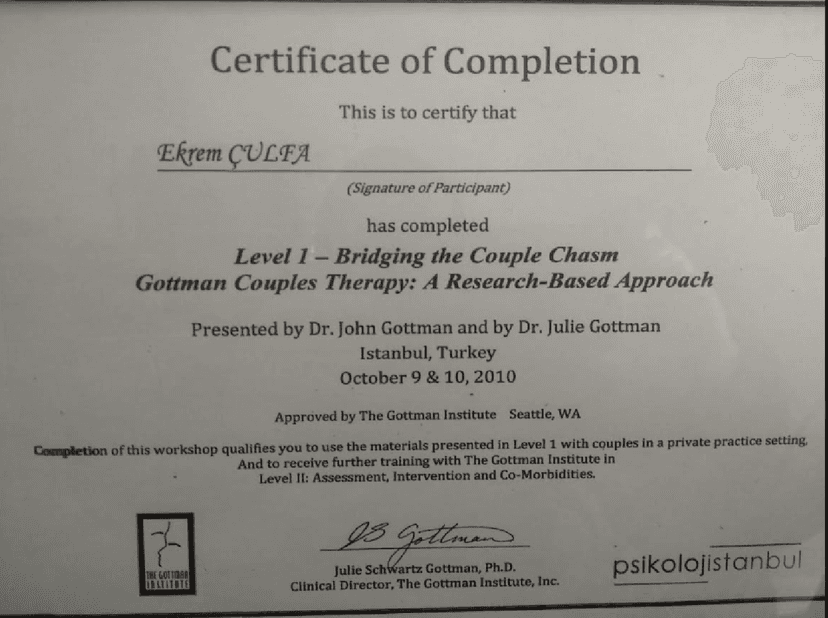 Certificate of Completion
This is to certify that
Ekrem ÇULFA
(Signature of Participant)
has completed
Level 1 – Bridging the Couple Chasm
Gottman Couples Therapy: A Research-Based Approach
Presented by Dr. John Gottman and by Dr. Julie Gottman
Istanbul, Turkey
October 9 & 10, 2010
Approved by The Gottman Institute Seattle, WA
Completion of this workshop qualifies you to use the materials presented in Level 1 with couples in a private practice setting,
And to receive further training with The Gottman Institute in
Level II: Assessment, Intervention and Co-Morbidities.
THE GOTTMAN
INSTITUTE
JS Gottman
Julie Schwartz Gottman, Ph.D.
Clinical Director, The Gottman Institute, Inc.
psikolojistanbul